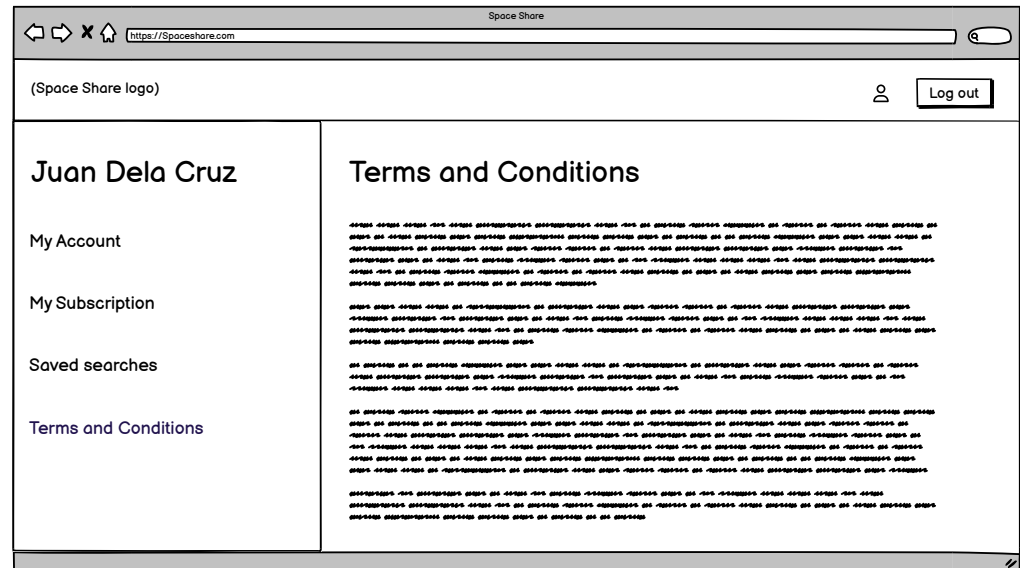 Space Share
https://Spaceshare.com
(Space Share logo)
Log out
Juan Dela Cruz
My Account
My Subscription
Saved searches
Terms and Conditions
Terms and Conditions